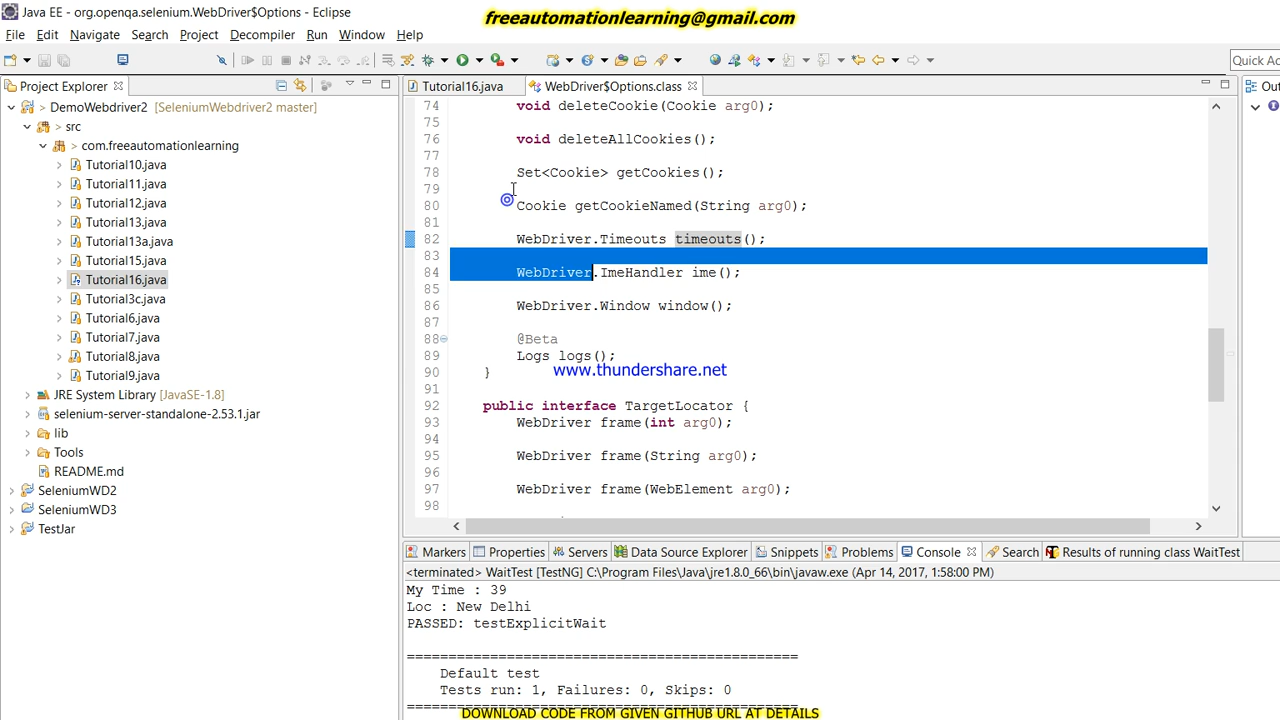 Java EE - org.openqa.selenium.WebDriver$Options - Eclipse
freeautomationlearning@gmail.com
File Edit Navigate Search Project Decompiler Run Window Help
Quick Ac
Project Explorer
DemoWebdriver2 [SeleniumWebdriver2 master]
src
com.freeautomationlearning
Tutorial10.java
Tutorial11.java
Tutorial12.java
Tutorial13.java
Tutorial13a.java
Tutorial15.java
Tutorial16.java
Tutorial3c.java
Tutorial6.java
Tutorial7.java
Tutorial8.java
Tutorial9.java
JRE System Library [JavaSE-1.8]
selenium-server-standalone-2.53.1.jar
lib
Tools
README.md
SeleniumWD2
SeleniumWD3
TestJar
Tutorial16.java WebDriver$Options.class
Out
74 void deleteCookie(Cookie arg0);
75
76 void deleteAllCookies();
77
78 Set<Cookie> getCookies();
79
80 Cookie getCookieNamed(String arg0);
81
82 WebDriver.Timeouts timeouts();
83
84 WebDriver.ImeHandler ime();
85
86 WebDriver.Window window();
87
88 @Beta
89 Logs logs();
90 }
www.thundershare.net
91
92 public interface TargetLocator {
93 WebDriver frame(int arg0);
94
95 WebDriver frame(String arg0);
96
97 WebDriver frame(WebElement arg0);
98
Markers Properties Servers Data Source Explorer Snippets Problems Console Search Results of running class WaitTest
<terminated> WaitTest [TestNG] C:\Program Files\Java\jre1.8.0_66\bin\javaw.exe (Apr 14, 2017, 1:58:00 PM)
My Time : 39
Loc : New Delhi
PASSED: testExplicitWait
===============================================
Default test
Tests run: 1, Failures: 0, Skips: 0
===============================================
DOWNLOAD CODE FROM GIVEN GITHUB URL AT DETAILS